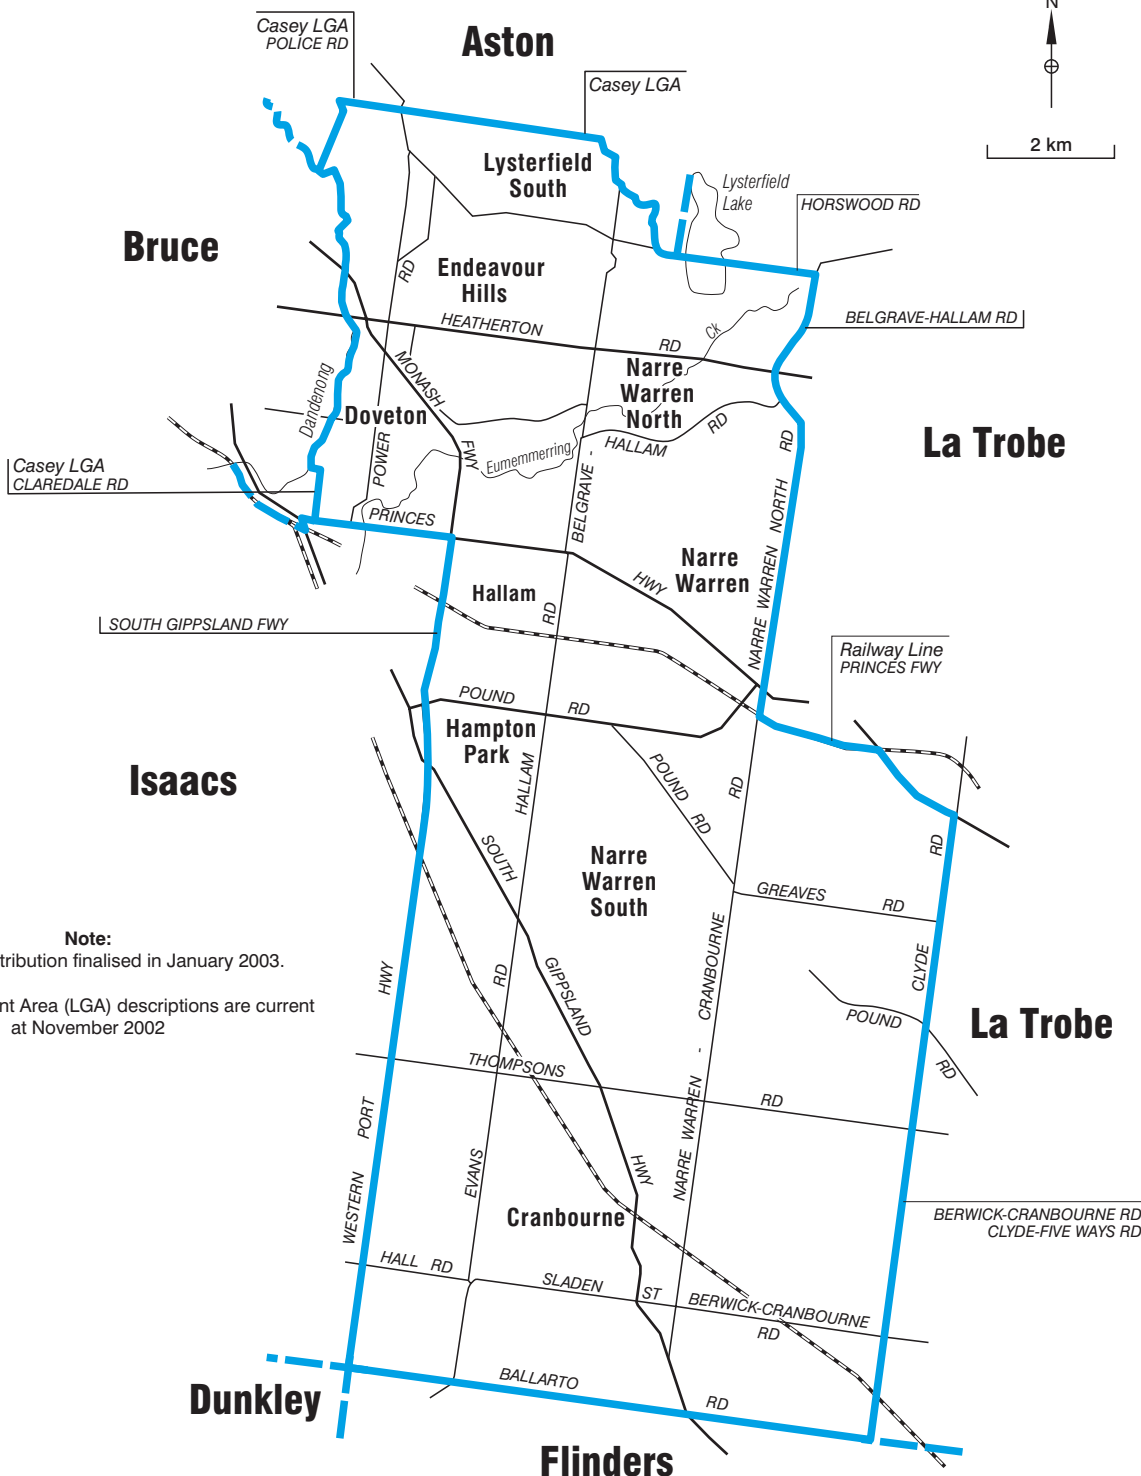 N
Casey LGA
POLICE RD
Aston
Casey LGA
2 km
Lysterfield
South
Lysterfield
Lake
HORSWOOD RD
Bruce
RD
Endeavour
Hills
BELGRAVE-HALLAM RD
HEATHERTON
RD
Ck
MONASH
Narre
Warren
North
Dandenong
Doveton
RD
HALLAM
RD
La Trobe
POWER
FWY
Eumemmerring
Casey LGA
CLAREDALE RD
PRINCES
BELGRAVE -
NARRE WARREN NORTH
Narre
Warren
Hallam
HWY
RD
SOUTH GIPPSLAND FWY
Railway Line
PRINCES FWY
POUND
RD
Hampton
Park
Isaacs
HALLAM
POUND
RD
RD
SOUTH
RD
Narre
Warren
South
GREAVES
RD
Note:
tribution finalised in January 2003.
nt Area (LGA) descriptions are current
at November 2002
HWY
RD
GIPPSLAND
CRANBOURNE
CLYDE
POUND
RD
La Trobe
THOMPSONS
RD
PORT
NARRE WARREN -
HWY
EVANS
WESTERN
Cranbourne
BERWICK-CRANBOURNE RD
CLYDE-FIVE WAYS RD
HALL RD
SLADEN
ST
BERWICK-CRANBOURNE
RD
BALLARTO
RD
Dunkley
Flinders